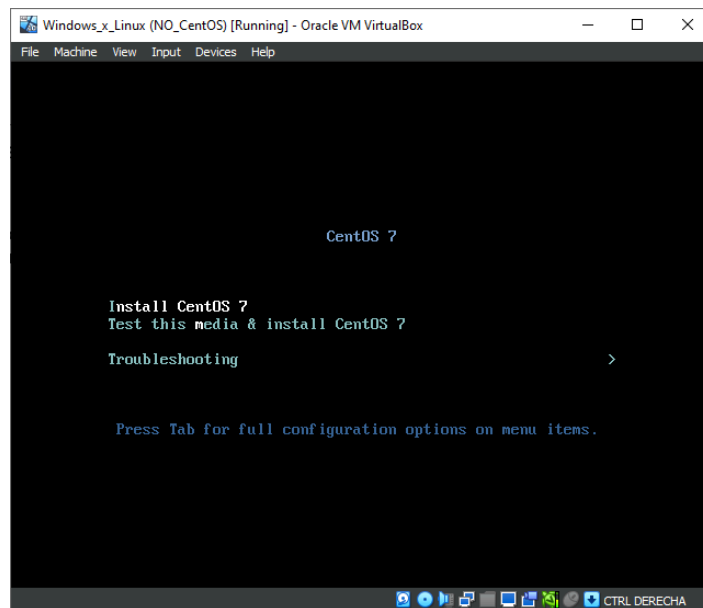 Windows_x_Linux (NO_CentOS) [Running] - Oracle VM VirtualBox
File Machine View Input Devices Help
CentOS 7
Install CentOS 7
Test this media & install CentOS 7
Troubleshooting >
Press Tab for full configuration options on menu items.
CTRL DERECHA